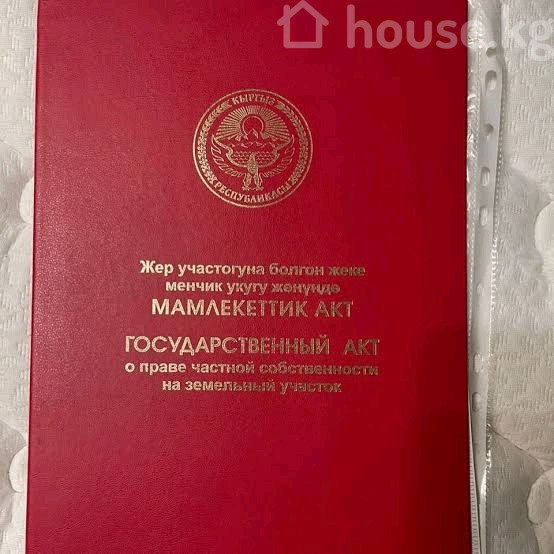 house.kg
КЫРГЫЗ
РЕСПУБЛИКАСЫ
Жер участогуна болгон жеке
менчик укугу жөнүндө
МАМЛЕКЕТТИК АКТ
ГОСУДАРСТВЕННЫЙ АКТ
о праве частной собственности
на земельный участок